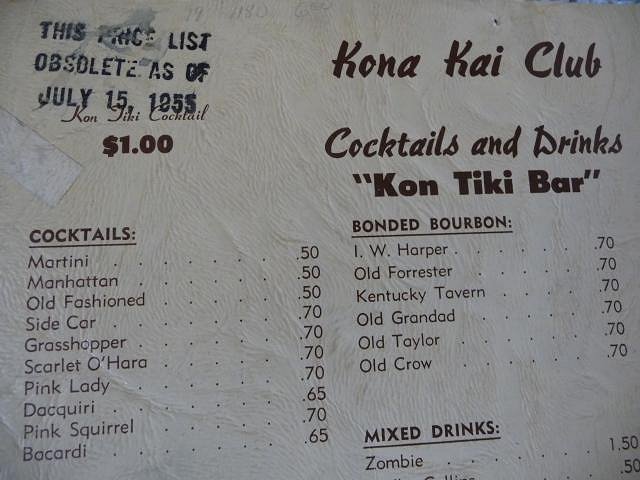 THIS PRICE LIST
OBSOLETE AS OF
JULY 15, 1955
Kon Tiki Cocktail
$1.00
Kona Kai Club
Cocktails and Drinks
"Kon Tiki Bar"
COCKTAILS:
Martini . . . . . . .50
Manhattan . . . . . .50
Old Fashioned . . . . . .50
Side Car . . . . . . .70
Grasshopper . . . . . .70
Scarlet O'Hara . . . . . .70
Pink Lady . . . . . . .70
Dacquiri . . . . . . .65
Pink Squirrel . . . . . .70
Bacardi . . . . . . .65
BONDED BOURBON:
I. W. Harper . . . . . .70
Old Forrester . . . . . .70
Kentucky Tavern . . . . .70
Old Grandad . . . . . .70
Old Taylor . . . . . .70
Old Crow . . . . . .70
MIXED DRINKS:
Zombie . . . . . . 1.50
Collins . . . . .50